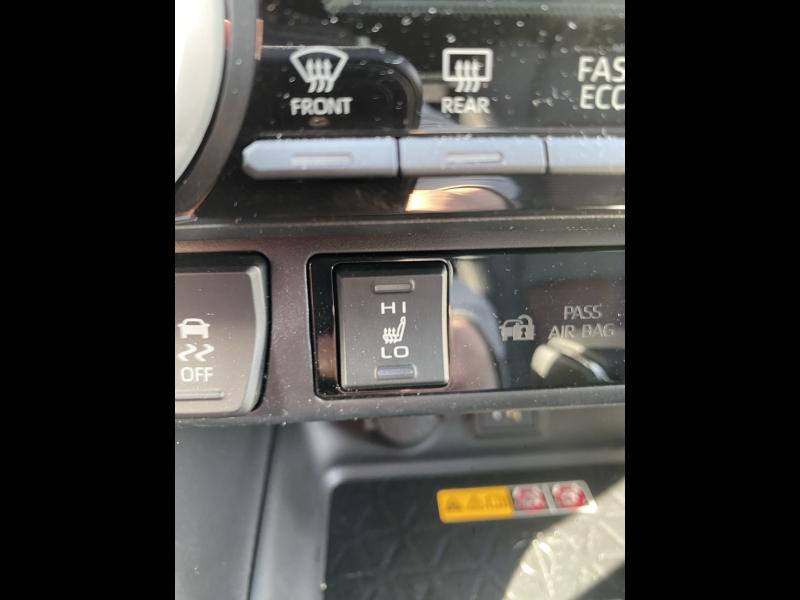 FRONT
REAR
FAS
ECO
HI
LO
OFF
PASS
AIR BAG